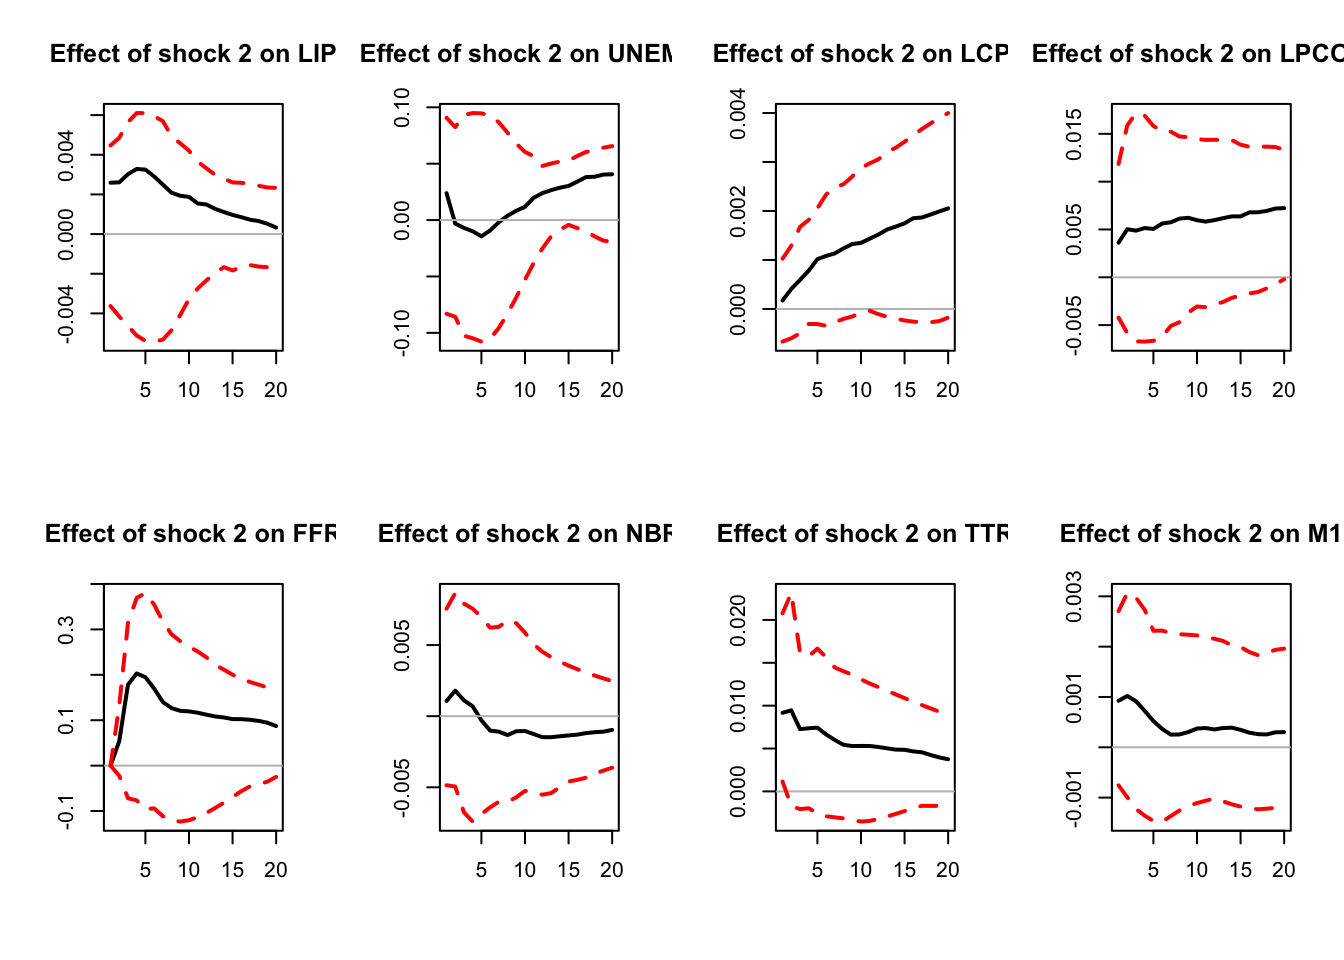 Effect of shock 2 on LIP
Effect of shock 2 on UNEM
Effect of shock 2 on LCP
Effect of shock 2 on LPCO
0.004
0.000
-0.004
5 10 15 20
0.10
0.00
-0.10
5 10 15 20
0.004
0.002
0.000
5 10 15 20
0.015
0.005
-0.005
5 10 15 20
Effect of shock 2 on FFR
Effect of shock 2 on NBR
Effect of shock 2 on TTR
Effect of shock 2 on M1
0.3
0.1
-0.1
5 10 15 20
0.005
-0.005
5 10 15 20
0.020
0.010
0.000
5 10 15 20
0.003
0.001
-0.001
5 10 15 20